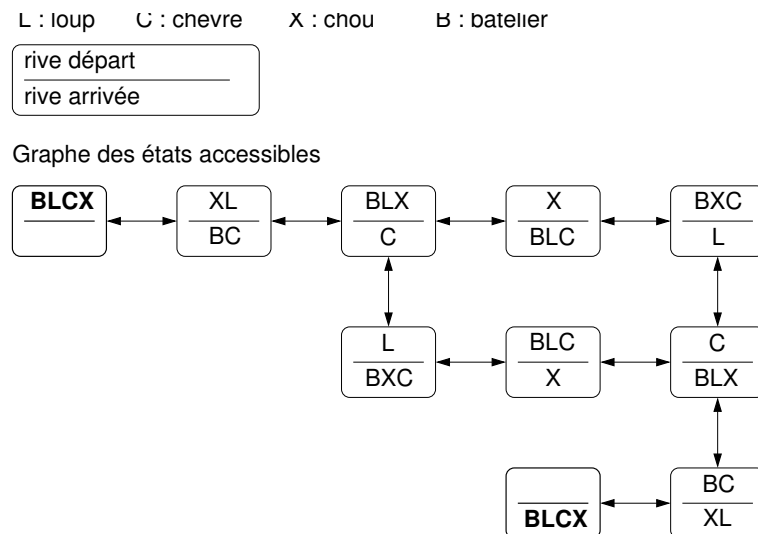 L : loup C : chevre X : chou B : batelier
rive départ
rive arrivée
Graphe des états accessibles
BLCX XL BLX X BXC
BC C BLC L
L BLC C
BXC X BLX
BC
BLCX XL